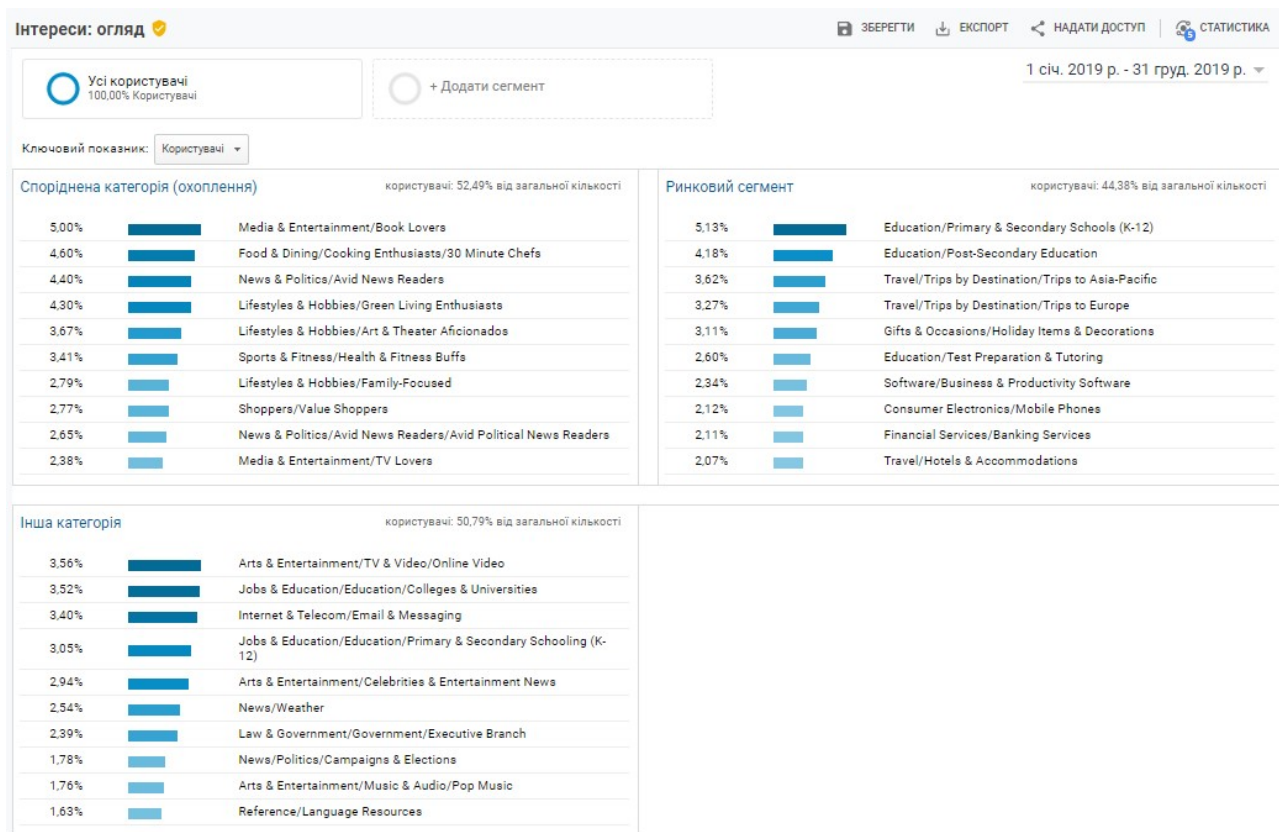 Інтереси: огляд
ЗБЕРЕГТИ
ЕКСПОРТ
НАДАТИ ДОСТУП
5
СТАТИСТИКА
Усі користувачі
100,00% Користувачі
+ Додати сегмент
1 січ. 2019 р. - 31 груд. 2019 р.
Ключовий показник: Користувачі
Споріднена категорія (охоплення) користувачі: 52,49% від загальної кількості
5,00% Media & Entertainment/Book Lovers
4,60% Food & Dining/Cooking Enthusiasts/30 Minute Chefs
4,40% News & Politics/Avid News Readers
4,30% Lifestyles & Hobbies/Green Living Enthusiasts
3,67% Lifestyles & Hobbies/Art & Theater Aficionados
3,41% Sports & Fitness/Health & Fitness Buffs
2,79% Lifestyles & Hobbies/Family-Focused
2,77% Shoppers/Value Shoppers
2,65% News & Politics/Avid News Readers/Avid Political News Readers
2,38% Media & Entertainment/TV Lovers
Ринковий сегмент користувачі: 44,38% від загальної кількості
5,13% Education/Primary & Secondary Schools (K-12)
4,18% Education/Post-Secondary Education
3,62% Travel/Trips by Destination/Trips to Asia-Pacific
3,27% Travel/Trips by Destination/Trips to Europe
3,11% Gifts & Occasions/Holiday Items & Decorations
2,60% Education/Test Preparation & Tutoring
2,34% Software/Business & Productivity Software
2,12% Consumer Electronics/Mobile Phones
2,11% Financial Services/Banking Services
2,07% Travel/Hotels & Accommodations
Інша категорія користувачі: 50,79% від загальної кількості
3,56% Arts & Entertainment/TV & Video/Online Video
3,52% Jobs & Education/Education/Colleges & Universities
3,40% Internet & Telecom/Email & Messaging
3,05% Jobs & Education/Education/Primary & Secondary Schooling (K-
12)
2,94% Arts & Entertainment/Celebrities & Entertainment News
2,54% News/Weather
2,39% Law & Government/Government/Executive Branch
1,78% News/Politics/Campaigns & Elections
1,76% Arts & Entertainment/Music & Audio/Pop Music
1,63% Reference/Language Resources